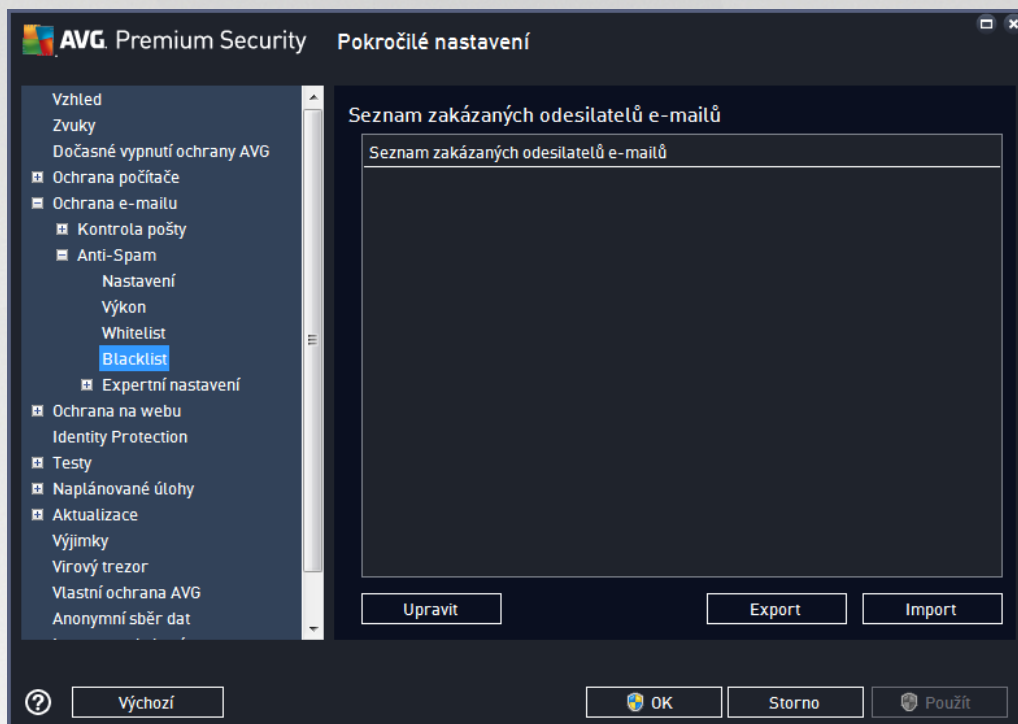 AVG. Premium Security
Pokročilé nastavení
Vzhled
Zvuky
Dočasné vypnutí ochrany AVG
Ochrana počítače
Ochrana e-mailu
Kontrola pošty
Anti-Spam
Nastavení
Výkon
Whitelist
Blacklist
Expertní nastavení
Ochrana na webu
Identity Protection
Testy
Naplánované úlohy
Aktualizace
Výjimky
Virový trezor
Vlastní ochrana AVG
Anonymní sběr dat
Seznam zakázaných odesilatelů e-mailů
Seznam zakázaných odesilatelů e-mailů
Upravit
Export
Import
Výchozí
OK
Storno
Použít